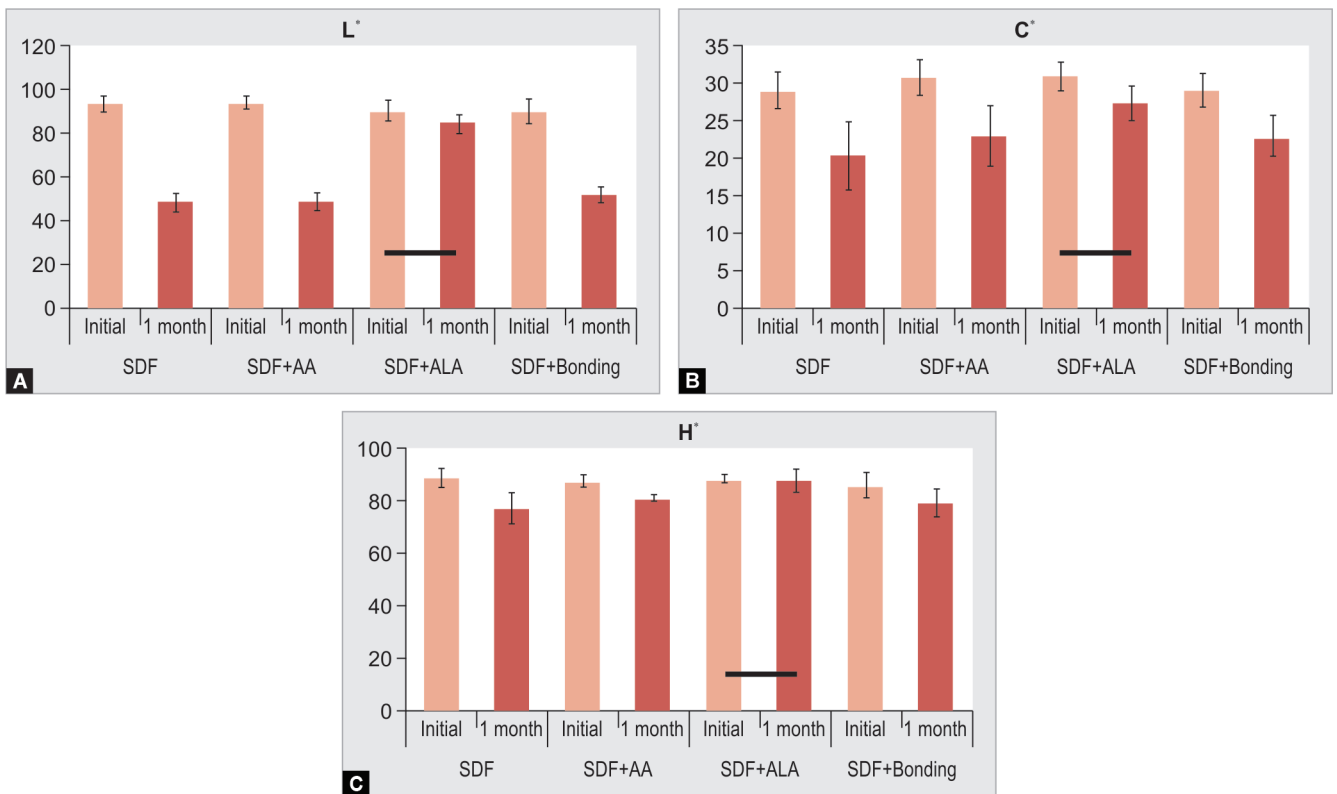 L*
120
100
80
60
40
20
0
Initial 1 month Initial 1 month Initial 1 month Initial 1 month
SDF SDF+AA SDF+ALA SDF+Bonding
A
C*
35
30
25
20
15
10
5
0
Initial 1 month Initial 1 month Initial 1 month Initial 1 month
SDF SDF+AA SDF+ALA SDF+Bonding
B
H*
100
80
60
40
20
0
Initial 1 month Initial 1 month Initial 1 month Initial 1 month
SDF SDF+AA SDF+ALA SDF+Bonding
C